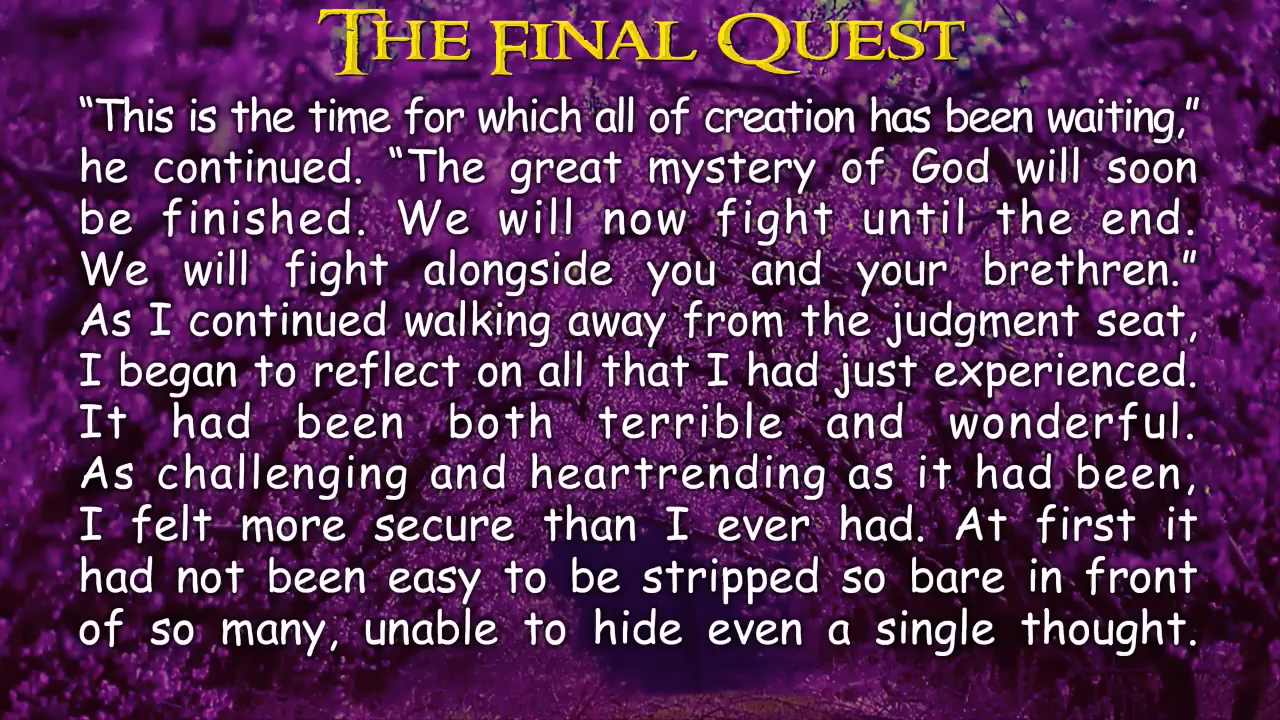 The Final Quest
“This is the time for which all of creation has been waiting,”
he continued. “The great mystery of God will soon
be finished. We will now fight until the end.
We will fight alongside you and your brethren.”
As I continued walking away from the judgment seat,
I began to reflect on all that I had just experienced.
It had been both terrible and wonderful.
As challenging and heartrending as it had been,
I felt more secure than I ever had. At first it
had not been easy to be stripped so bare in front
of so many, unable to hide even a single thought.